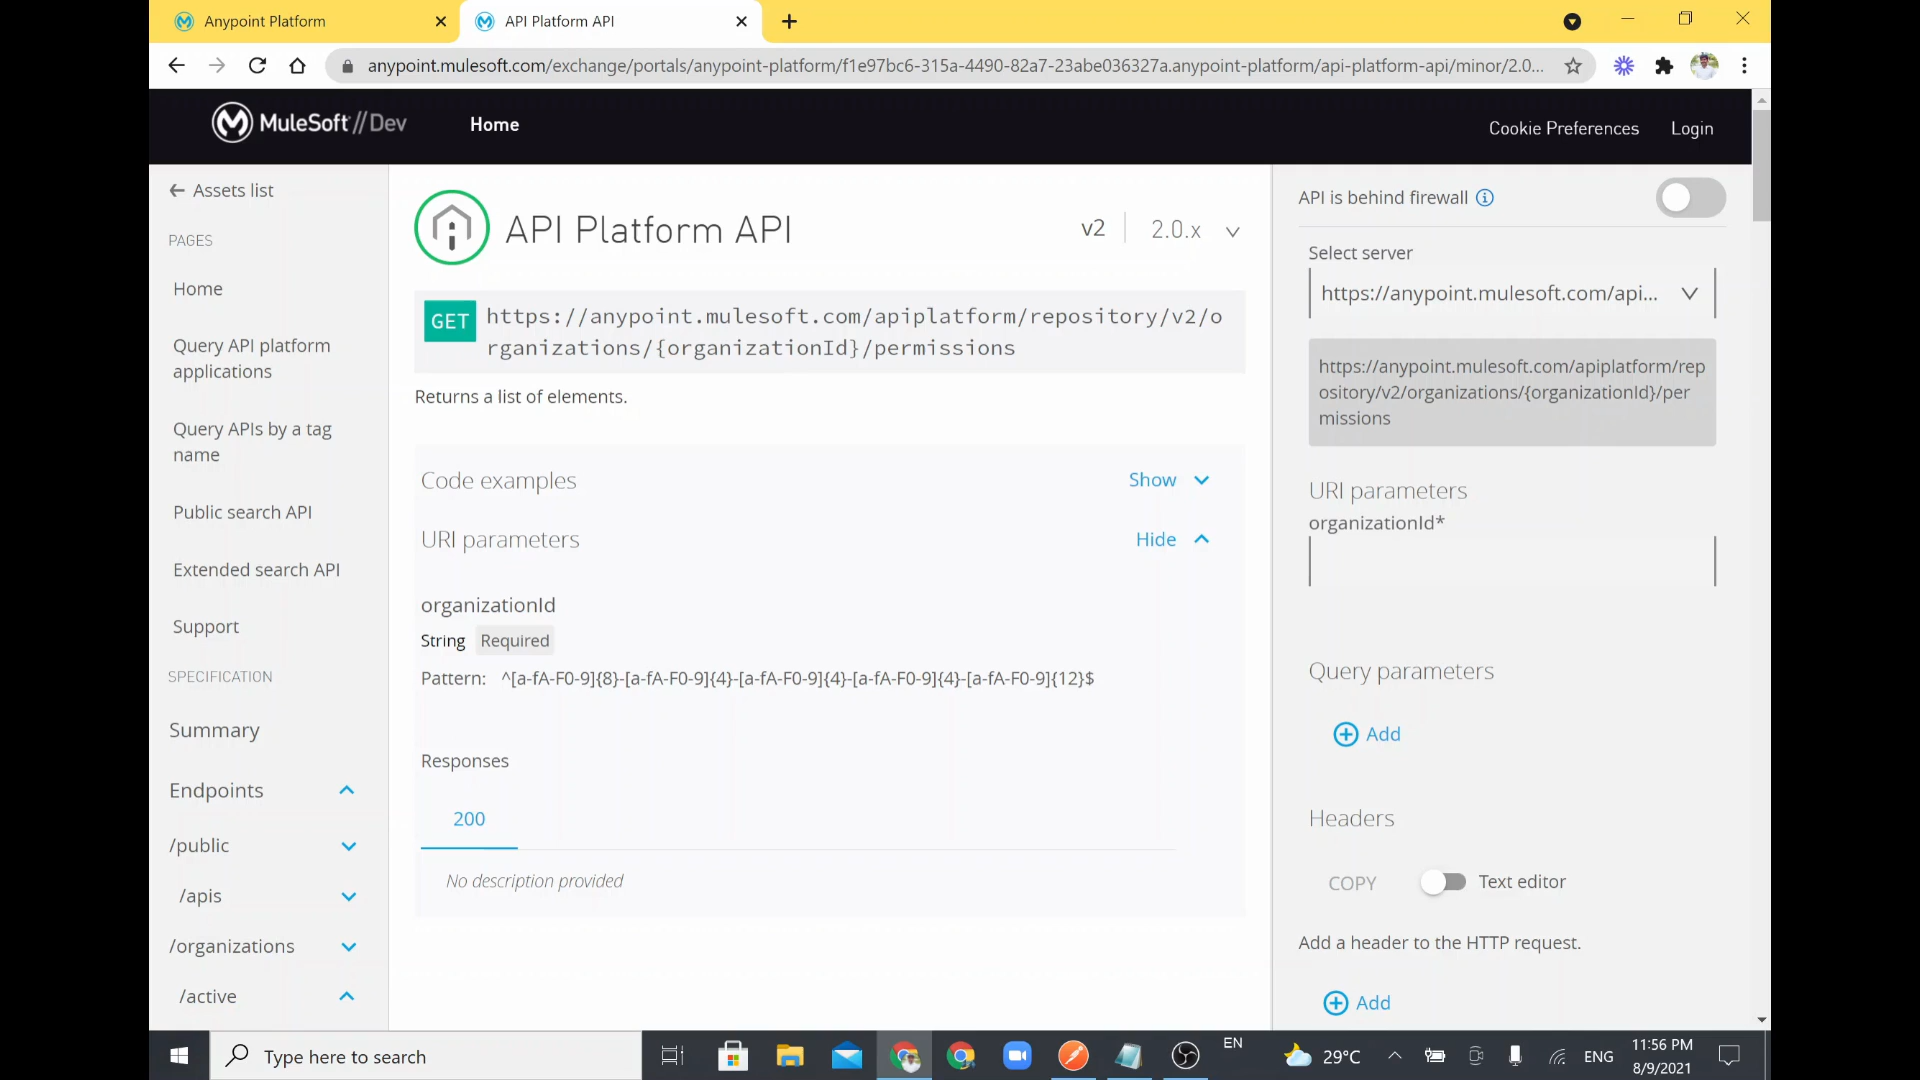 Anypoint Platform
API Platform API
anypoint.mulesoft.com/exchange/portals/anypoint-platform/f1e97bc6-315a-4490-82a7-23abe036327a.anypoint-platform/api-platform-api/minor/2.0...
MuleSoft//Dev
Home
Cookie Preferences
Login
Assets list
PAGES
Home
Query API platform
applications
Query APIs by a tag
name
Public search API
Extended search API
Support
SPECIFICATION
Summary
Endpoints
/public
/apis
/organizations
/active
API Platform API
v2
2.0.x
GET
https://anypoint.mulesoft.com/apiplatform/repository/v2/o
rganizations/{organizationId}/permissions
Returns a list of elements.
Code examples
Show
URI parameters
Hide
organizationId
String Required
Pattern: ^[a-fA-F0-9]{8}-[a-fA-F0-9]{4}-[a-fA-F0-9]{4}-[a-fA-F0-9]{4}-[a-fA-F0-9]{12}$
Responses
200
No description provided
API is behind firewall
Select server
https://anypoint.mulesoft.com/api...
https://anypoint.mulesoft.com/apiplatform/rep
ository/v2/organizations/{organizationId}/per
missions
URI parameters
organizationId*
Query parameters
Add
Headers
COPY
Text editor
Add a header to the HTTP request.
Add
Type here to search
EN
29°C
ENG
11:56 PM
8/9/2021